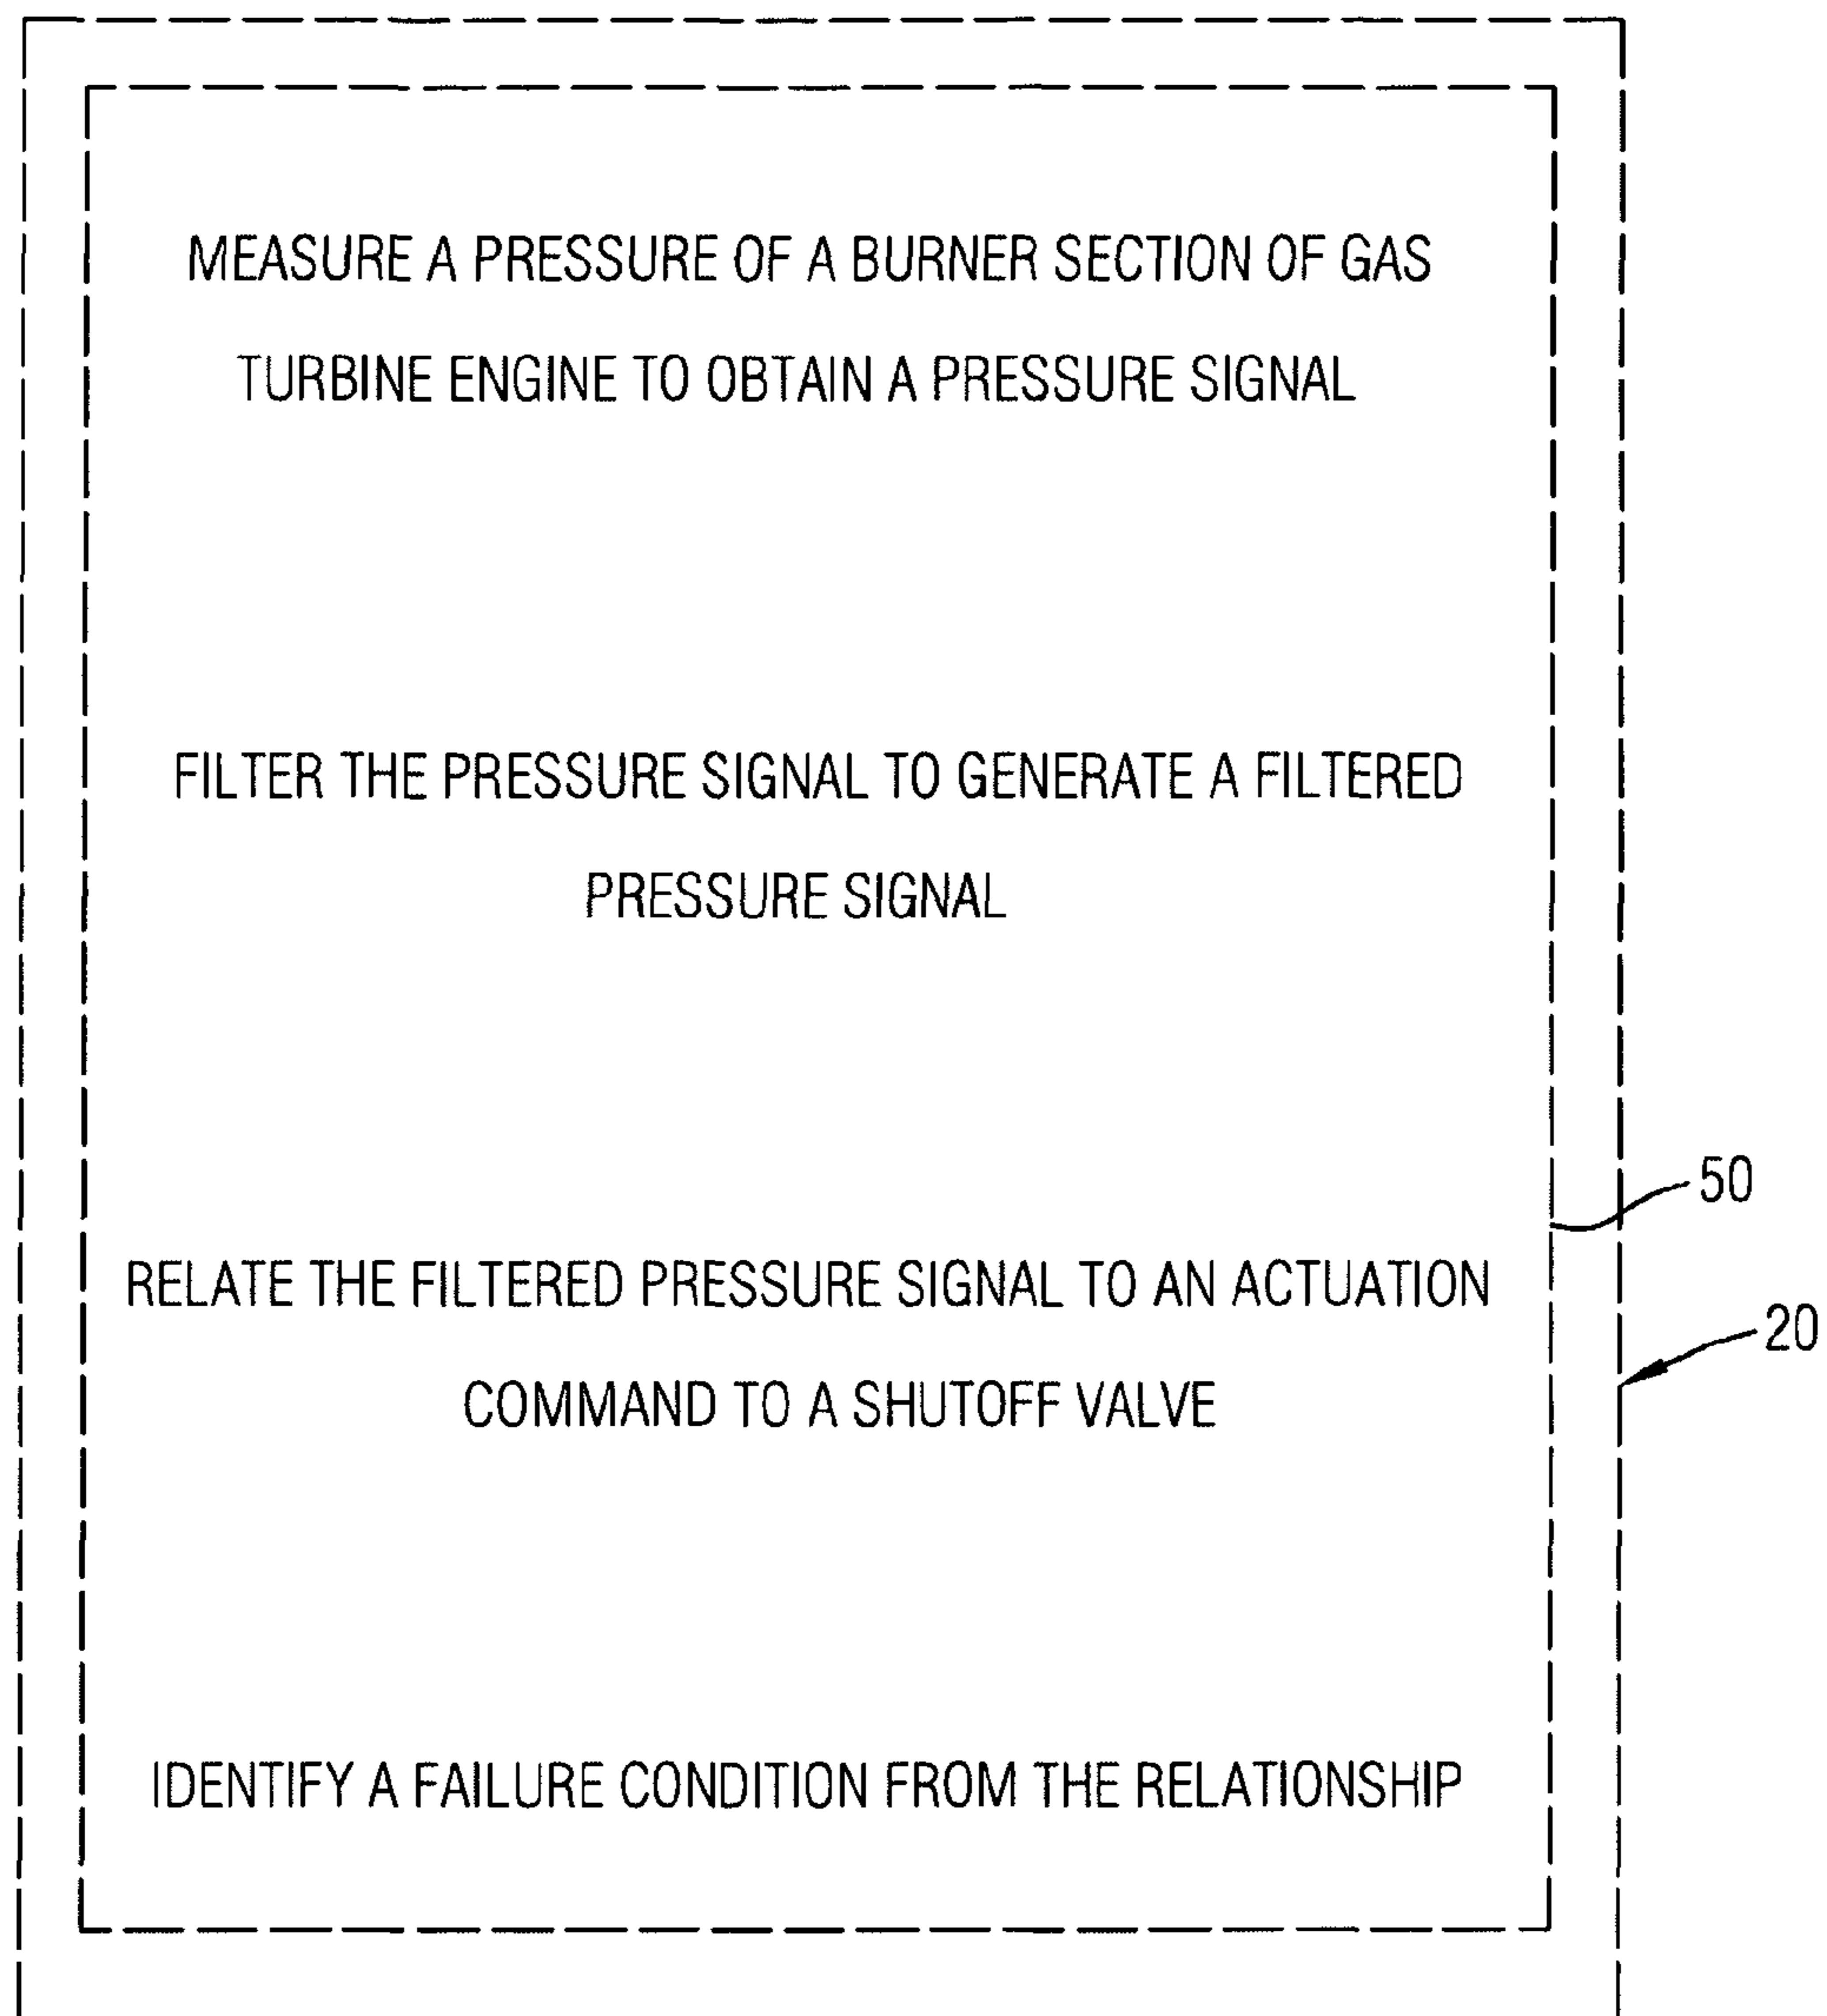 MEASURE A PRESSURE OF A BURNER SECTION OF GAS
TURBINE ENGINE TO OBTAIN A PRESSURE SIGNAL
FILTER THE PRESSURE SIGNAL TO GENERATE A FILTERED
PRESSURE SIGNAL
50
RELATE THE FILTERED PRESSURE SIGNAL TO AN ACTUATION
20
COMMAND TO A SHUTOFF VALVE
IDENTIFY A FAILURE CONDITION FROM THE RELATIONSHIP